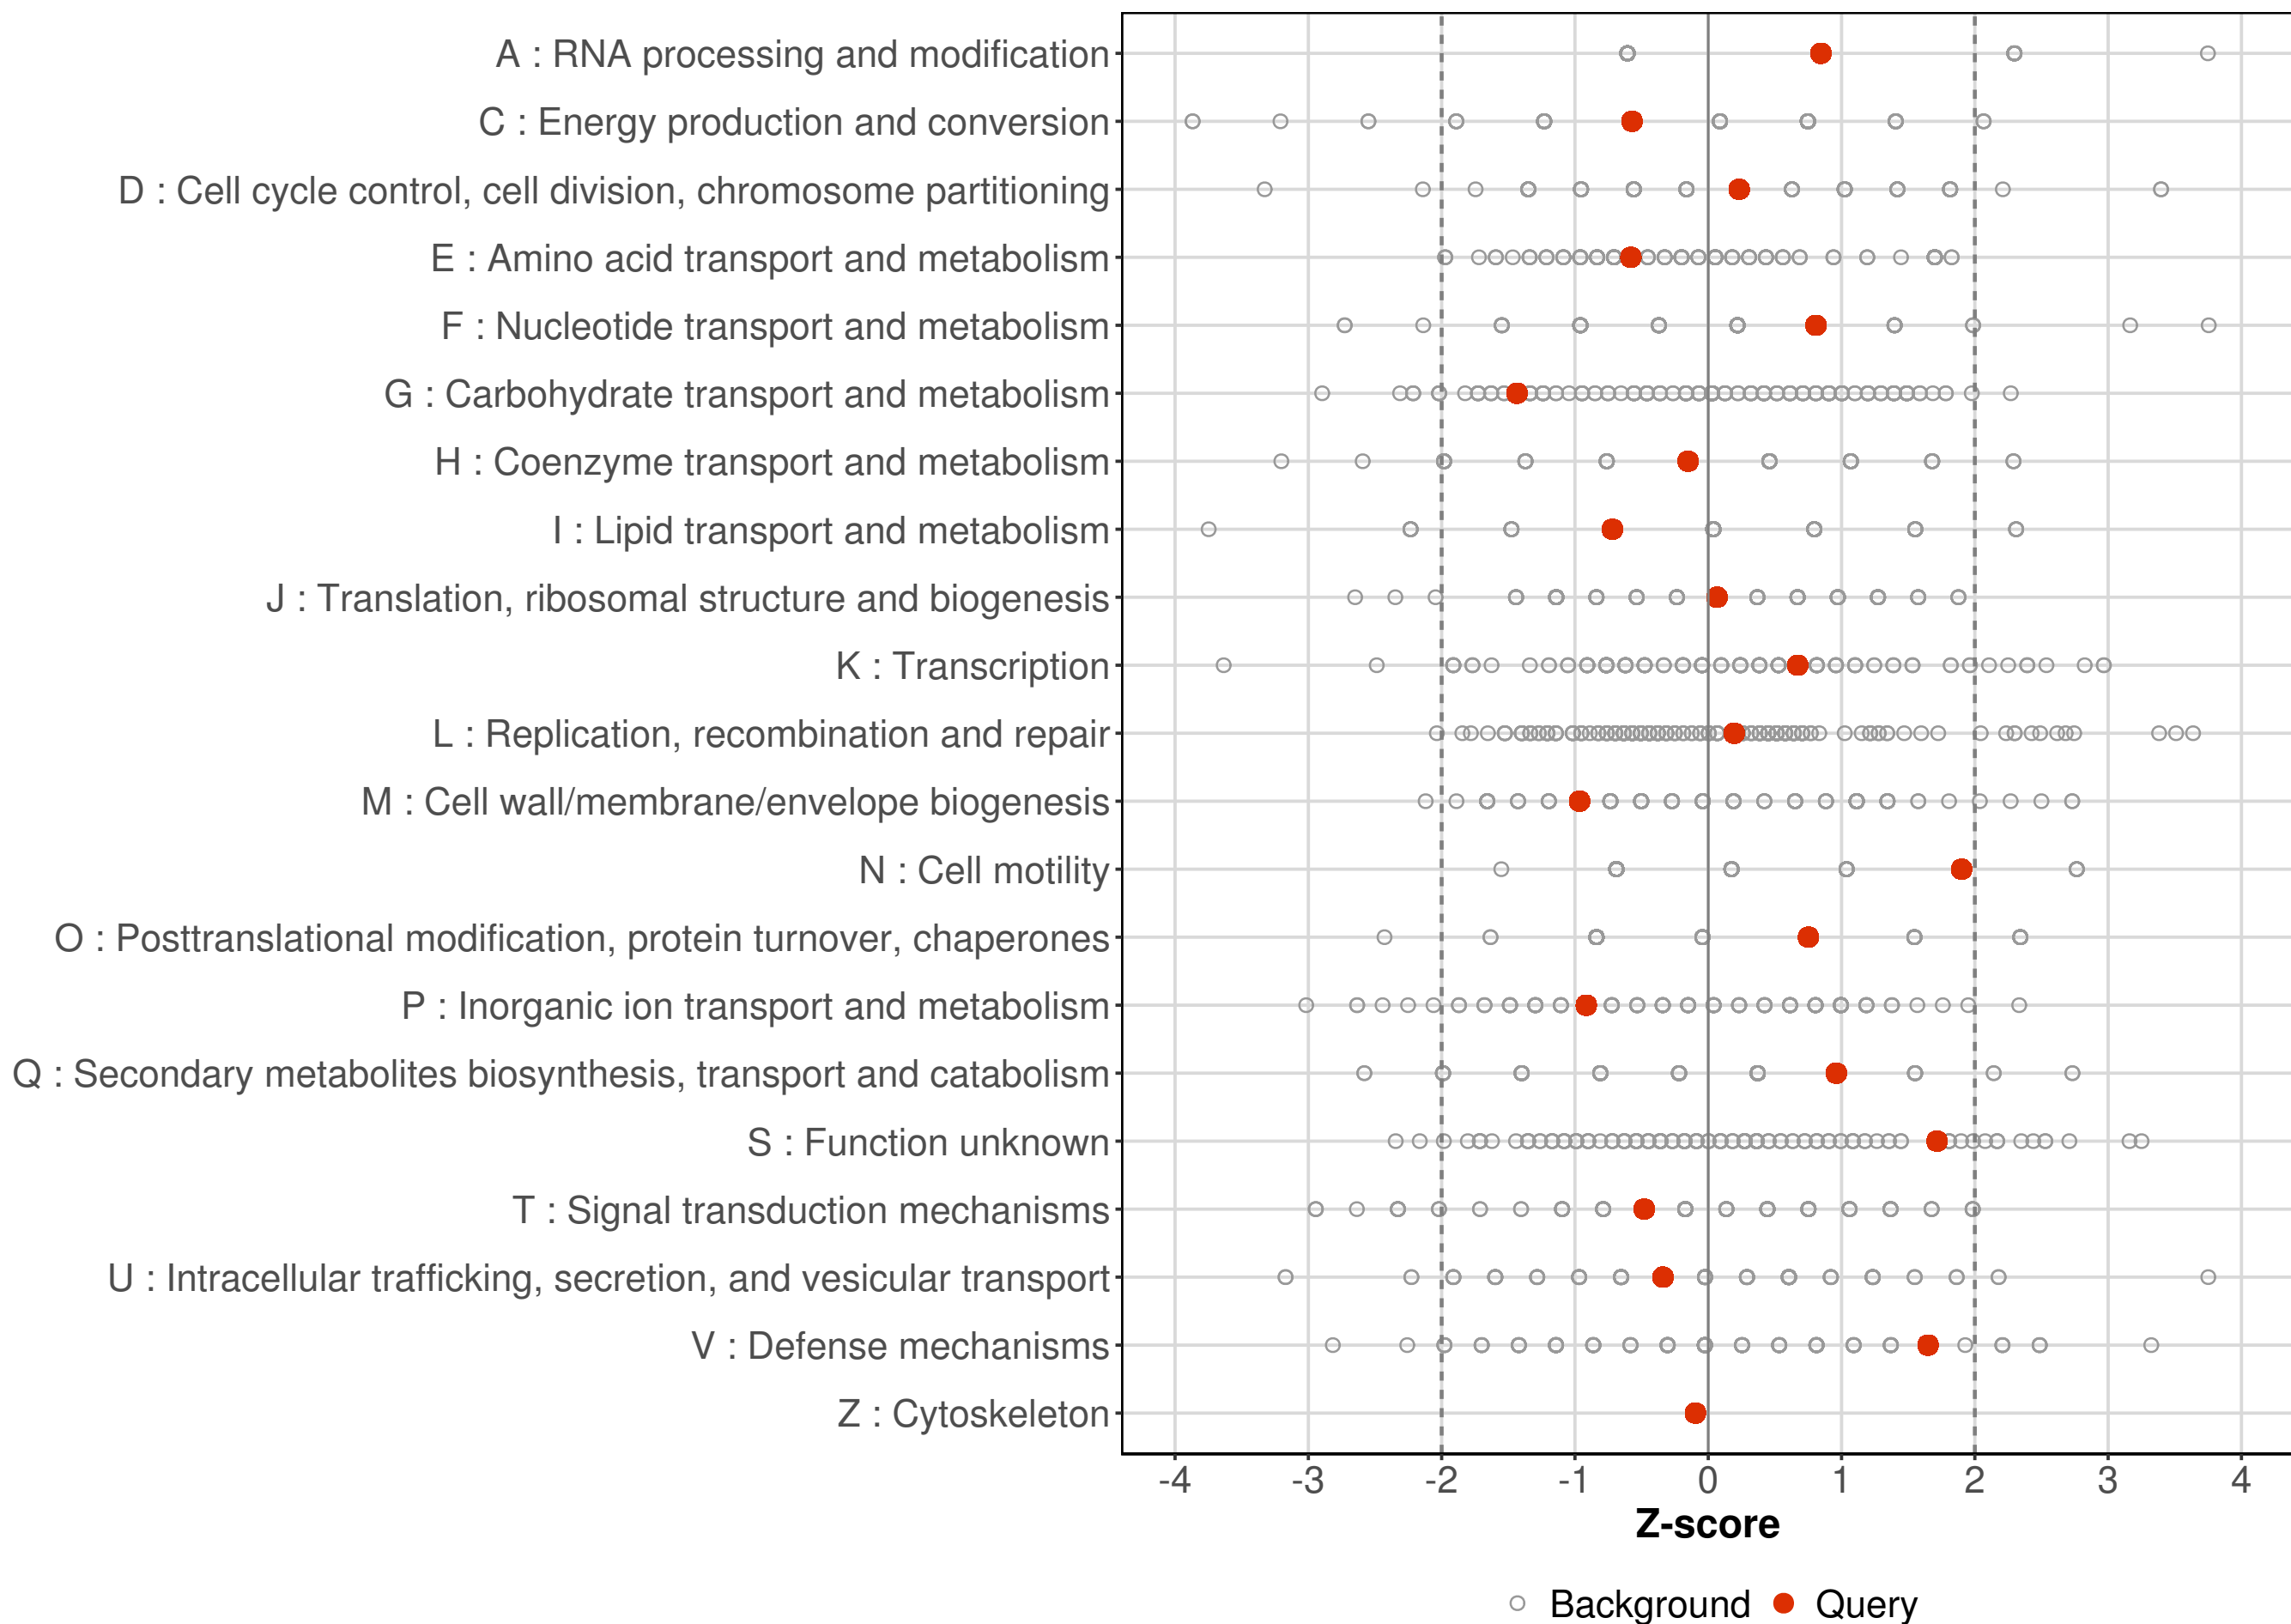 A : RNA processing and modification
C : Energy production and conversion
D : Cell cycle control, cell division, chromosome partitioning
E : Amino acid transport and metabolism
F : Nucleotide transport and metabolism
G : Carbohydrate transport and metabolism
H : Coenzyme transport and metabolism
I : Lipid transport and metabolism
J : Translation, ribosomal structure and biogenesis
K : Transcription
L : Replication, recombination and repair
M : Cell wall/membrane/envelope biogenesis
N : Cell motility
O : Posttranslational modification, protein turnover, chaperones
P : Inorganic ion transport and metabolism
Q : Secondary metabolites biosynthesis, transport and catabolism
S : Function unknown
T : Signal transduction mechanisms
U : Intracellular trafficking, secretion, and vesicular transport
V : Defense mechanisms
Z : Cytoskeleton
-4 -3 -2 -1 0 1 2 3 4
Z-score
Background Query